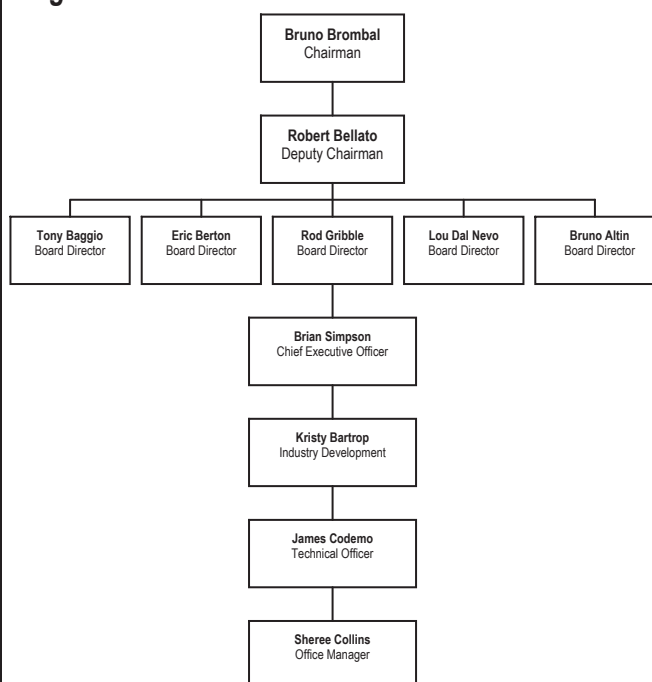 Bruno Brombal
Chairman
Robert Bellato
Deputy Chairman
Tony Baggio
Board Director
Eric Berton
Board Director
Rod Gribble
Board Director
Lou Dal Nevo
Board Director
Bruno Altin
Board Director
Brian Simpson
Chief Executive Officer
Kristy Bartrop
Industry Development
James Codemo
Technical Officer
Sheree Collins
Office Manager